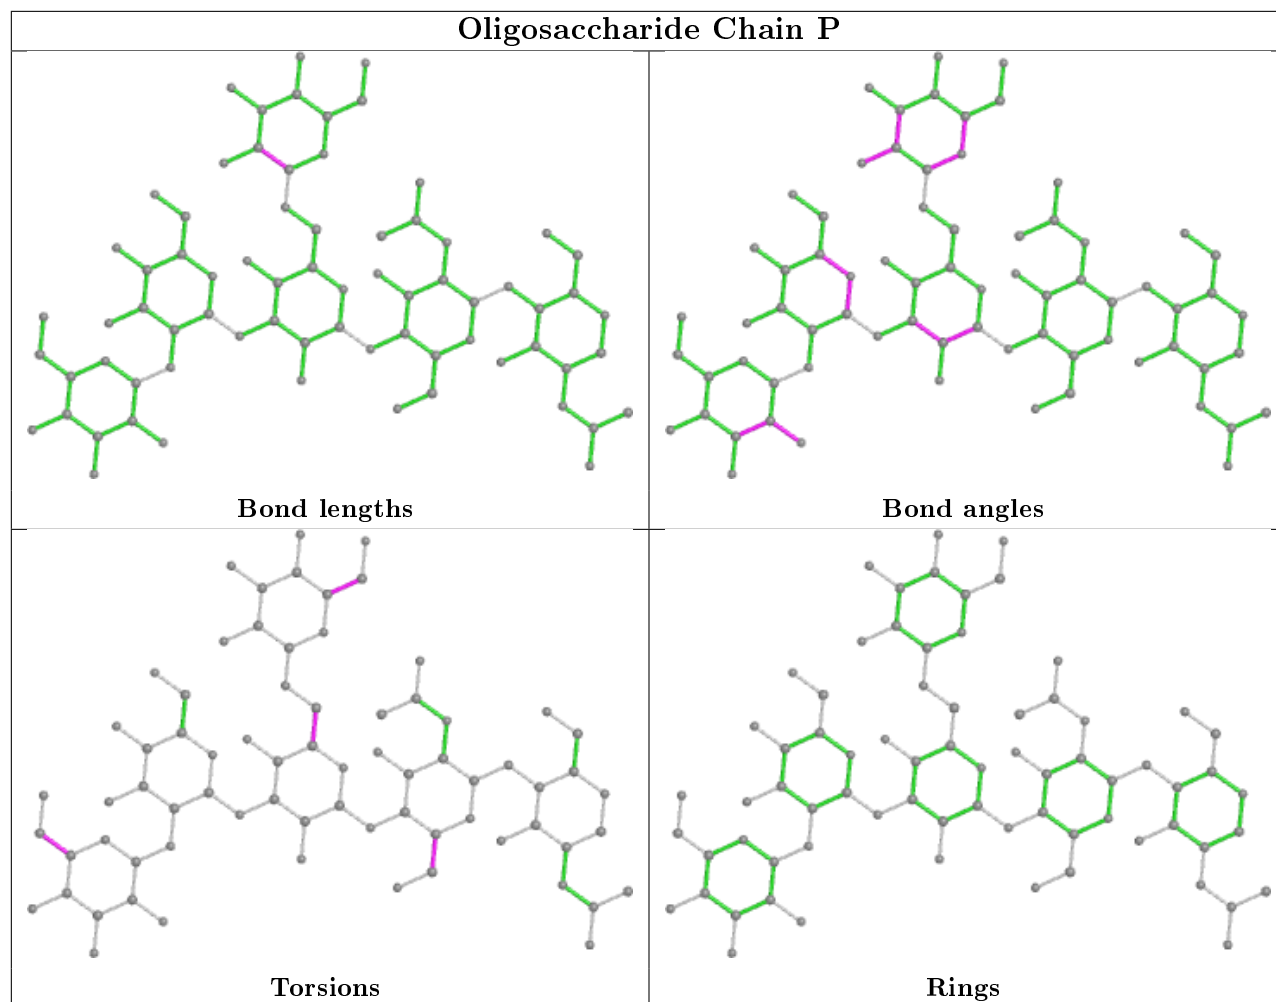 Oligosaccharide Chain P
Bond lengths
Bond angles
Torsions
Rings